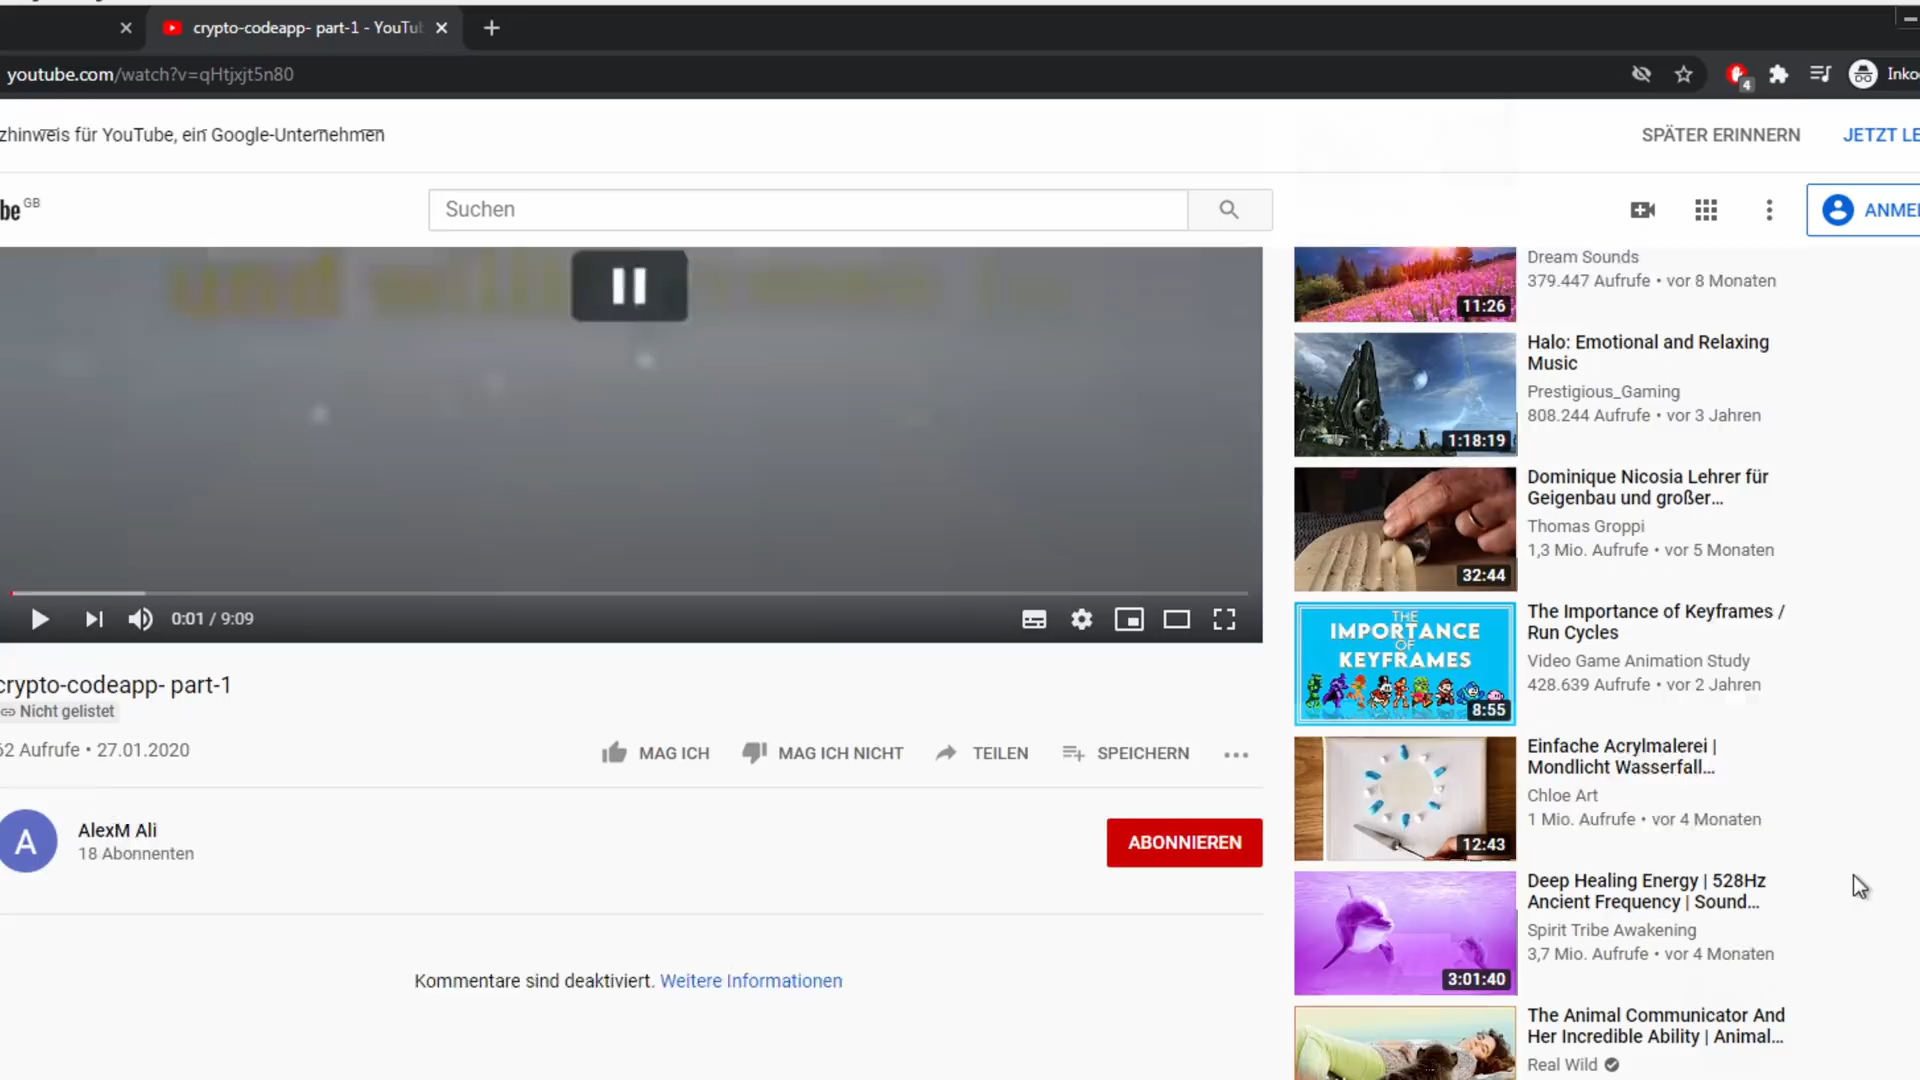 crypto-codeapp- part-1 - YouTu
youtube.com/watch?v=qHtjxjt5n80
4
Inko
zhinweis für YouTube, ein Google-Unternehmen
SPÄTER ERINNERN
JETZT LE
be GB
Suchen
ANME
und will
Dream Sounds
379.447 Aufrufe • vor 8 Monaten
11:26
Halo: Emotional and Relaxing
Music
Prestigious_Gaming
808.244 Aufrufe • vor 3 Jahren
1:18:19
Dominique Nicosia Lehrer für
Geigenbau und großer...
Thomas Groppi
1,3 Mio. Aufrufe • vor 5 Monaten
32:44
THE
IMPORTANCE
OF
KEYFRAMES
8:55
The Importance of Keyframes /
Run Cycles
Video Game Animation Study
428.639 Aufrufe • vor 2 Jahren
0:01 / 9:09
crypto-codeapp- part-1
Nicht gelistet
62 Aufrufe • 27.01.2020
MAG ICH
MAG ICH NICHT
TEILEN
SPEICHERN
Einfache Acrylmalerei |
Mondlicht Wasserfall...
Chloe Art
1 Mio. Aufrufe • vor 4 Monaten
12:43
A
AlexM Ali
18 Abonnenten
ABONNIEREN
Deep Healing Energy | 528Hz
Ancient Frequency | Sound...
Spirit Tribe Awakening
3,7 Mio. Aufrufe • vor 4 Monaten
3:01:40
Kommentare sind deaktiviert. Weitere Informationen
The Animal Communicator And
Her Incredible Ability | Animal...
Real Wild